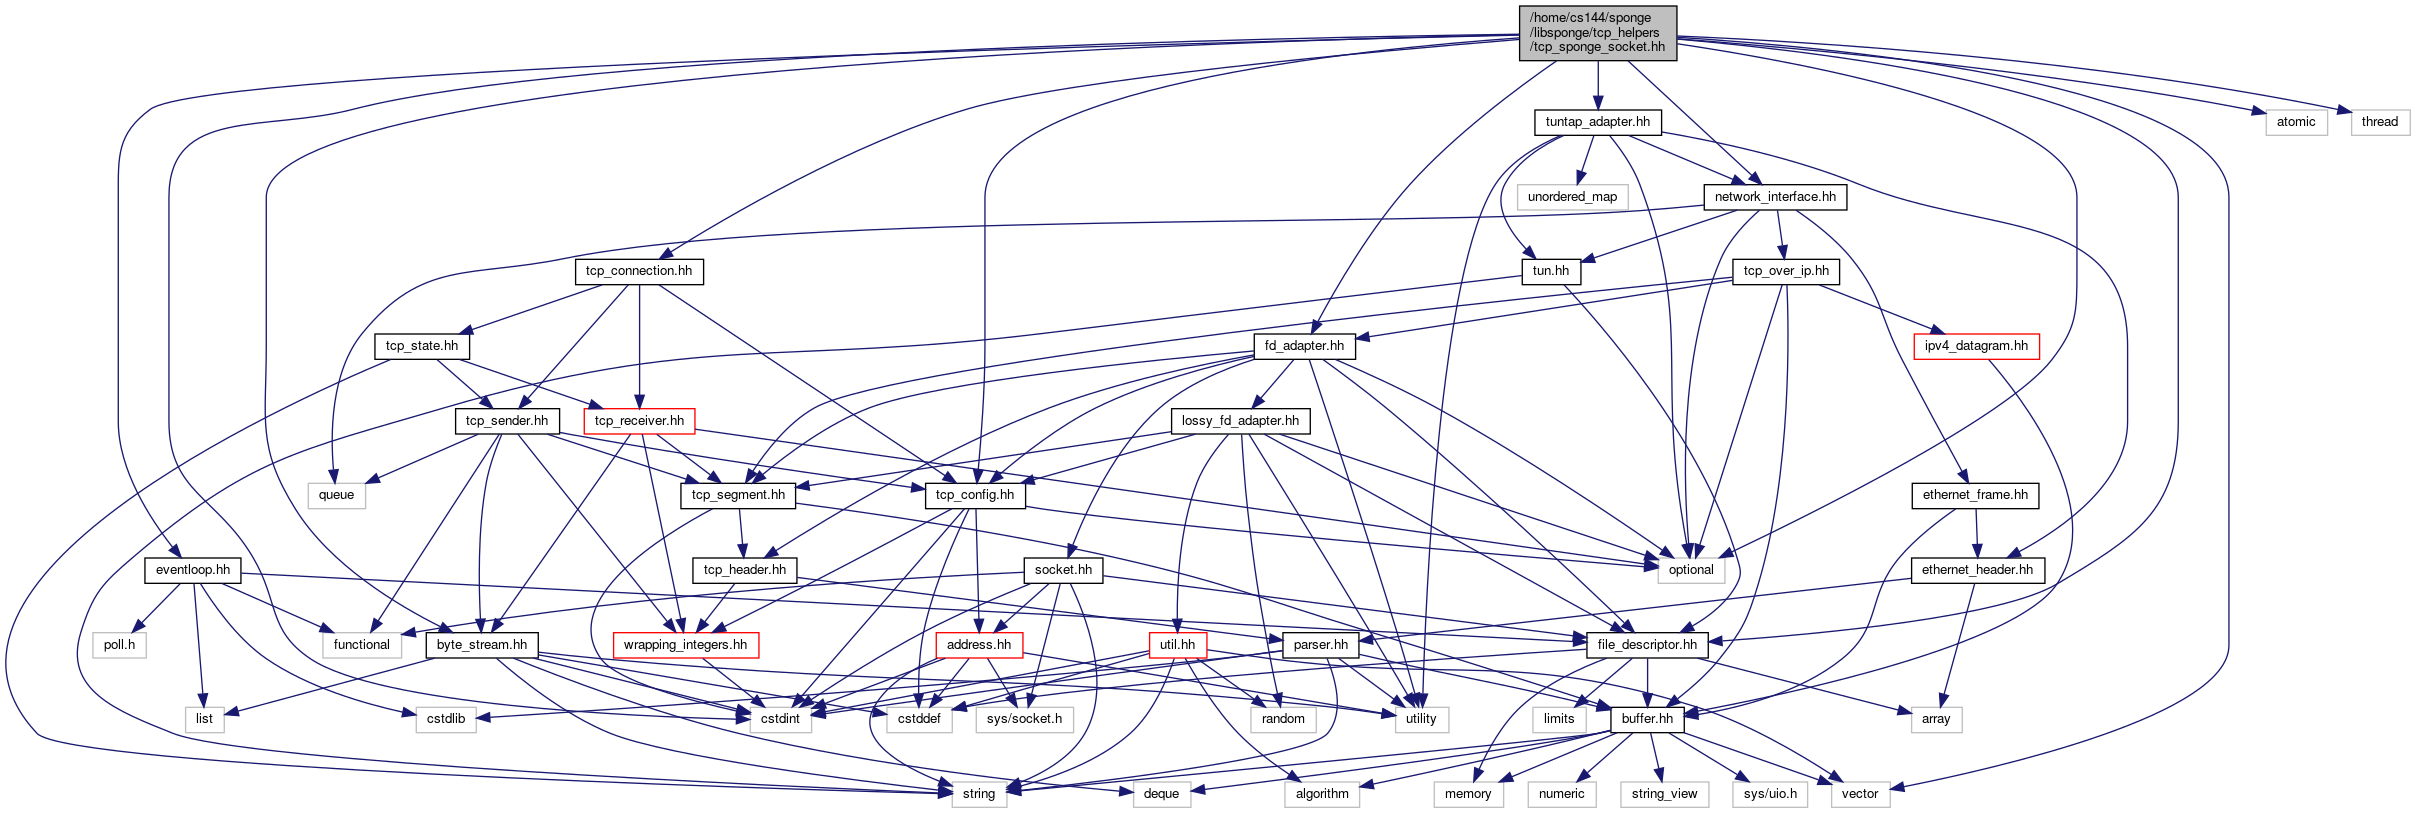 /home/cs144/sponge
/libsponge/tcp_helpers
/tcp_sponge_socket.hh
tuntap_adapter.hh
atomic
thread
unordered_map
network_interface.hh
tcp_connection.hh
tun.hh
tcp_over_ip.hh
tcp_state.hh
fd_adapter.hh
ipv4_datagram.hh
tcp_sender.hh
tcp_receiver.hh
lossy_fd_adapter.hh
queue
tcp_segment.hh
tcp_config.hh
ethernet_frame.hh
eventloop.hh
tcp_header.hh
socket.hh
optional
ethernet_header.hh
poll.h
functional
byte_stream.hh
wrapping_integers.hh
address.hh
util.hh
parser.hh
file_descriptor.hh
list
cstdlib
cstdint
cstddef
sys/socket.h
random
utility
limits
buffer.hh
array
string
deque
algorithm
memory
numeric
string_view
sys/uio.h
vector